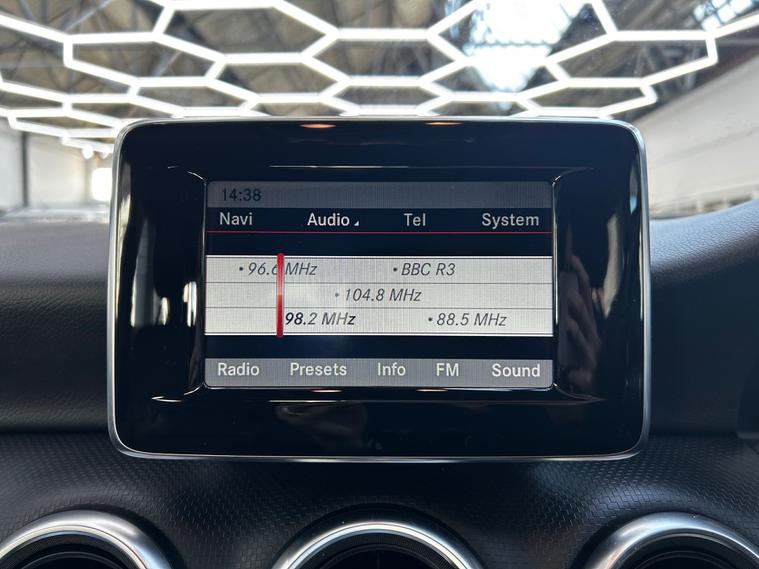 14:38
Navi Audio Tel System
• 96.6 MHz • BBC R3
• 104.8 MHz
98.2 MHz • 88.5 MHz
Radio Presets Info FM Sound